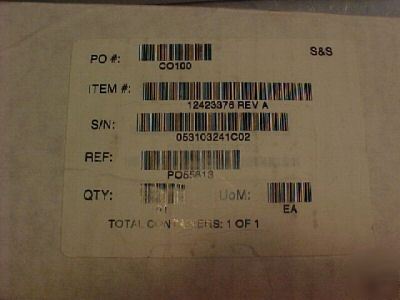 PO #: S&S
CO100
ITEM #:
12423376 REV A
S/N:
053103241C02
REF:
PO55613
QTY: UoM:
EA
TOTAL CONTAINERS: 1 OF 1